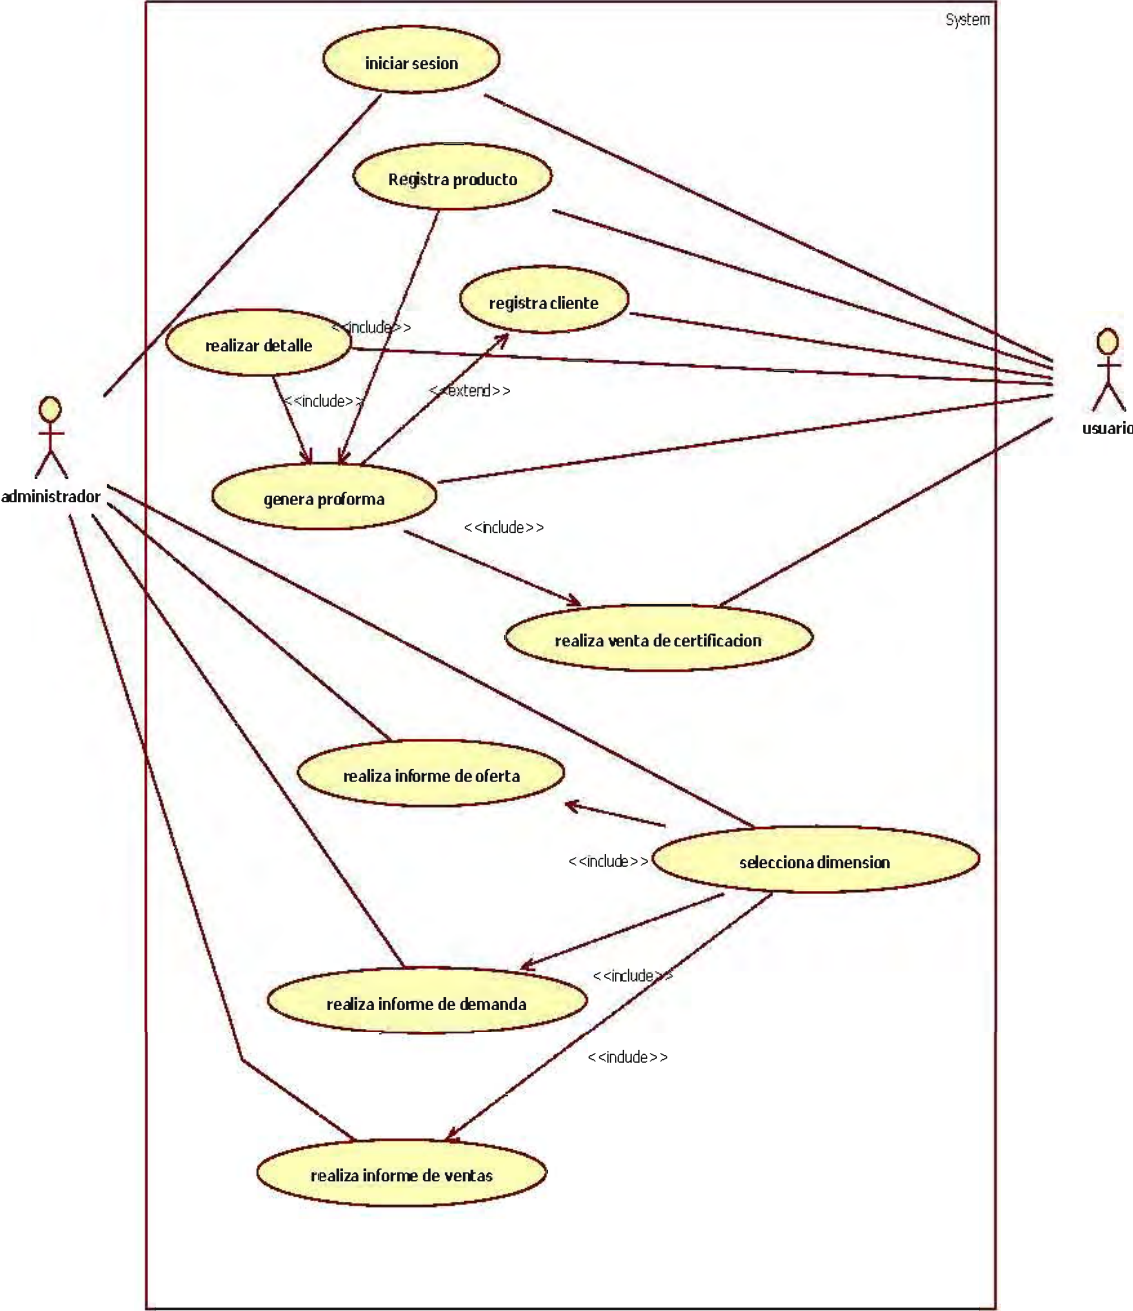 System
iniciar sesion
Registra producto
registra cliente
<<include>>
realizar detalle
<<extend>>
<<include>>
usuario
genera proforma
administrador
<<include>>
realiza venta de certificacion
realiza informe de oferta
<<include>>
selecciona dimension
<<include>>
realiza informe de demanda
<<include>>
realiza informe de ventas